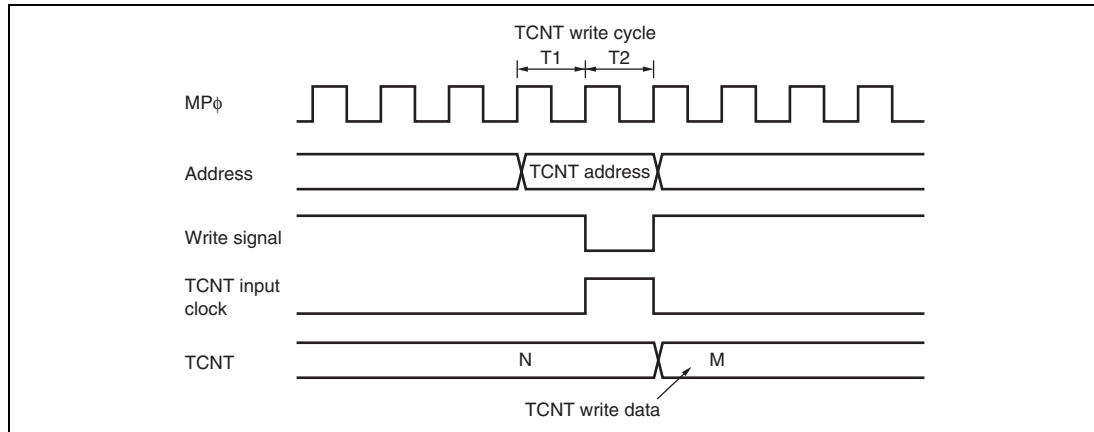 TCNT write cycle
T1 T2
MPϕ
Address
TCNT address
Write signal
TCNT input
clock
TCNT
N
M
TCNT write data